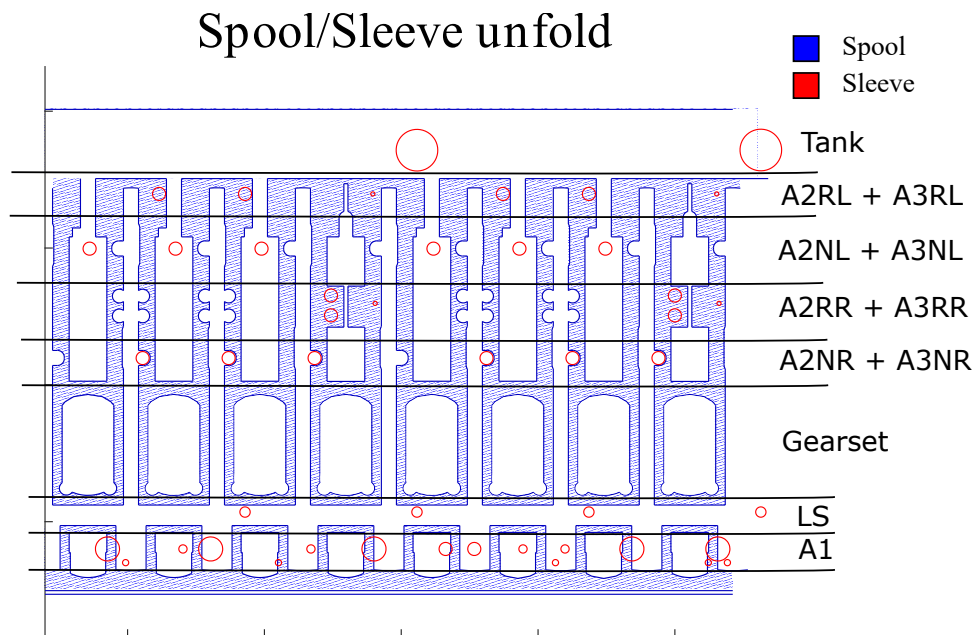 Spool/Sleeve unfold
Spool
Sleeve
Tank
A2RL + A3RL
A2NL + A3NL
A2RR + A3RR
A2NR + A3NR
Gearset
LS
A1